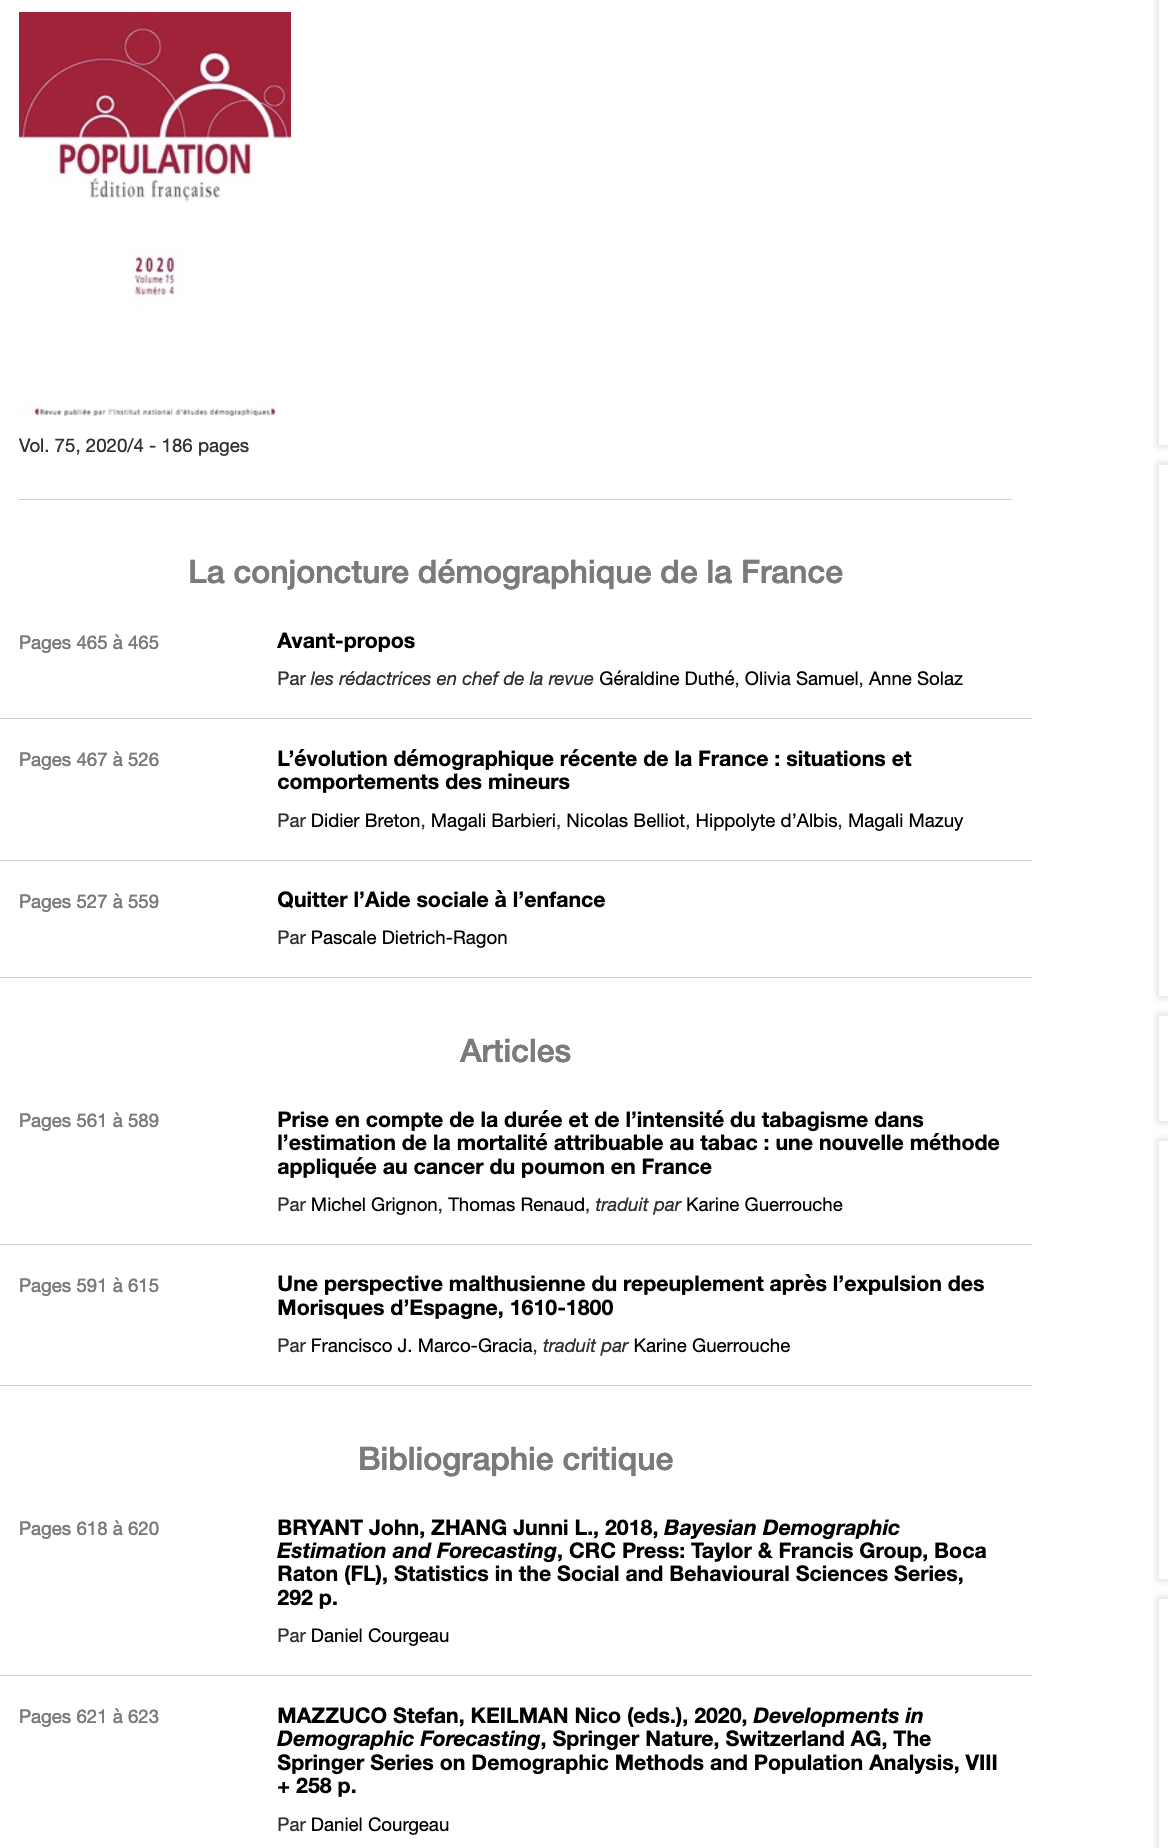 POPULATION
Édition française
2020
Volume 75
Numéro 4
Revue publiée par l'Institut national d'études démographiques
Vol. 75, 2020/4 - 186 pages
La conjoncture démographique de la France
Pages 465 à 465
Avant-propos
Par les rédactrices en chef de la revue Géraldine Duthé, Olivia Samuel, Anne Solaz
Pages 467 à 526
L’évolution démographique récente de la France : situations et
comportements des mineurs
Par Didier Breton, Magali Barbieri, Nicolas Belliot, Hippolyte d’Albis, Magali Mazuy
Pages 527 à 559
Quitter l’Aide sociale à l’enfance
Par Pascale Dietrich-Ragon
Articles
Pages 561 à 589
Prise en compte de la durée et de l’intensité du tabagisme dans
l’estimation de la mortalité attribuable au tabac : une nouvelle méthode
appliquée au cancer du poumon en France
Par Michel Grignon, Thomas Renaud, traduit par Karine Guerrouche
Pages 591 à 615
Une perspective malthusienne du repeuplement après l’expulsion des
Morisques d’Espagne, 1610-1800
Par Francisco J. Marco-Gracia, traduit par Karine Guerrouche
Bibliographie critique
Pages 618 à 620
BRYANT John, ZHANG Junni L., 2018, Bayesian Demographic
Estimation and Forecasting, CRC Press: Taylor & Francis Group, Boca
Raton (FL), Statistics in the Social and Behavioural Sciences Series,
292 p.
Par Daniel Courgeau
Pages 621 à 623
MAZZUCO Stefan, KEILMAN Nico (eds.), 2020, Developments in
Demographic Forecasting, Springer Nature, Switzerland AG, The
Springer Series on Demographic Methods and Population Analysis, VIII
+ 258 p.
Par Daniel Courgeau